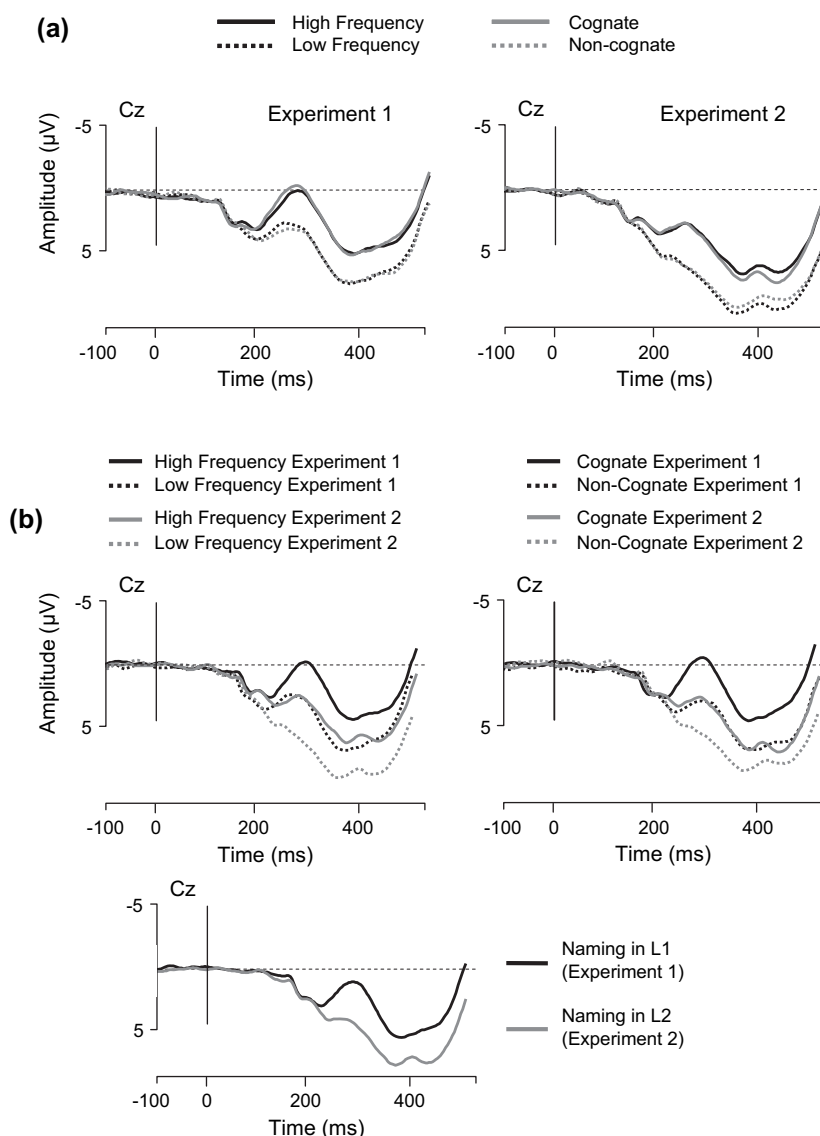 (a)
High Frequency
Low Frequency
Cognate
Non-cognate
Cz
Experiment 1
Experiment 2
Amplitude (µV)
-5
5
-100 0 200 400
Time (ms)
-5
5
-100 0 200 400
Time (ms)
(b)
High Frequency Experiment 1
Low Frequency Experiment 1
High Frequency Experiment 2
Low Frequency Experiment 2
Cognate Experiment 1
Non-Cognate Experiment 1
Cognate Experiment 2
Non-Cognate Experiment 2
Cz
Amplitude (µV)
-5
5
-100 0 200 400
Time (ms)
Cz
-5
5
-100 0 200 400
Time (ms)
Cz
-5
5
-100 0 200 400
Time (ms)
Naming in L1
(Experiment 1)
Naming in L2
(Experiment 2)